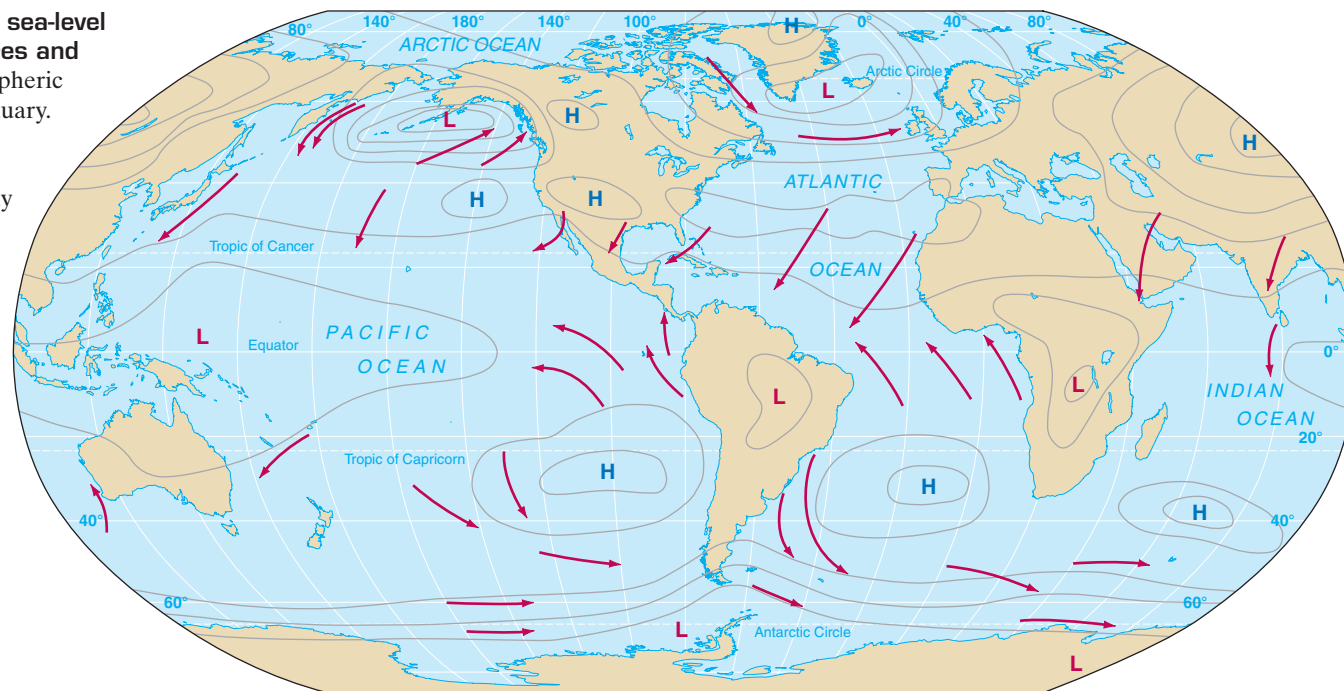 sea-level
es and
pheric
uary.
y
80°
140°
180°
140°
100°
80°
0°
40°
80°
H
ARCTIC OCEAN
Arctic Circle
L
H
L
H
ATLANTIC
H
H
Tropic of Cancer
OCEAN
L
Equator
PACIFIC
OCEAN
0°
L
L
INDIAN
OCEAN
20°
Tropic of Capricorn
H
H
H
40°
40°
60°
60°
L
Antarctic Circle
L